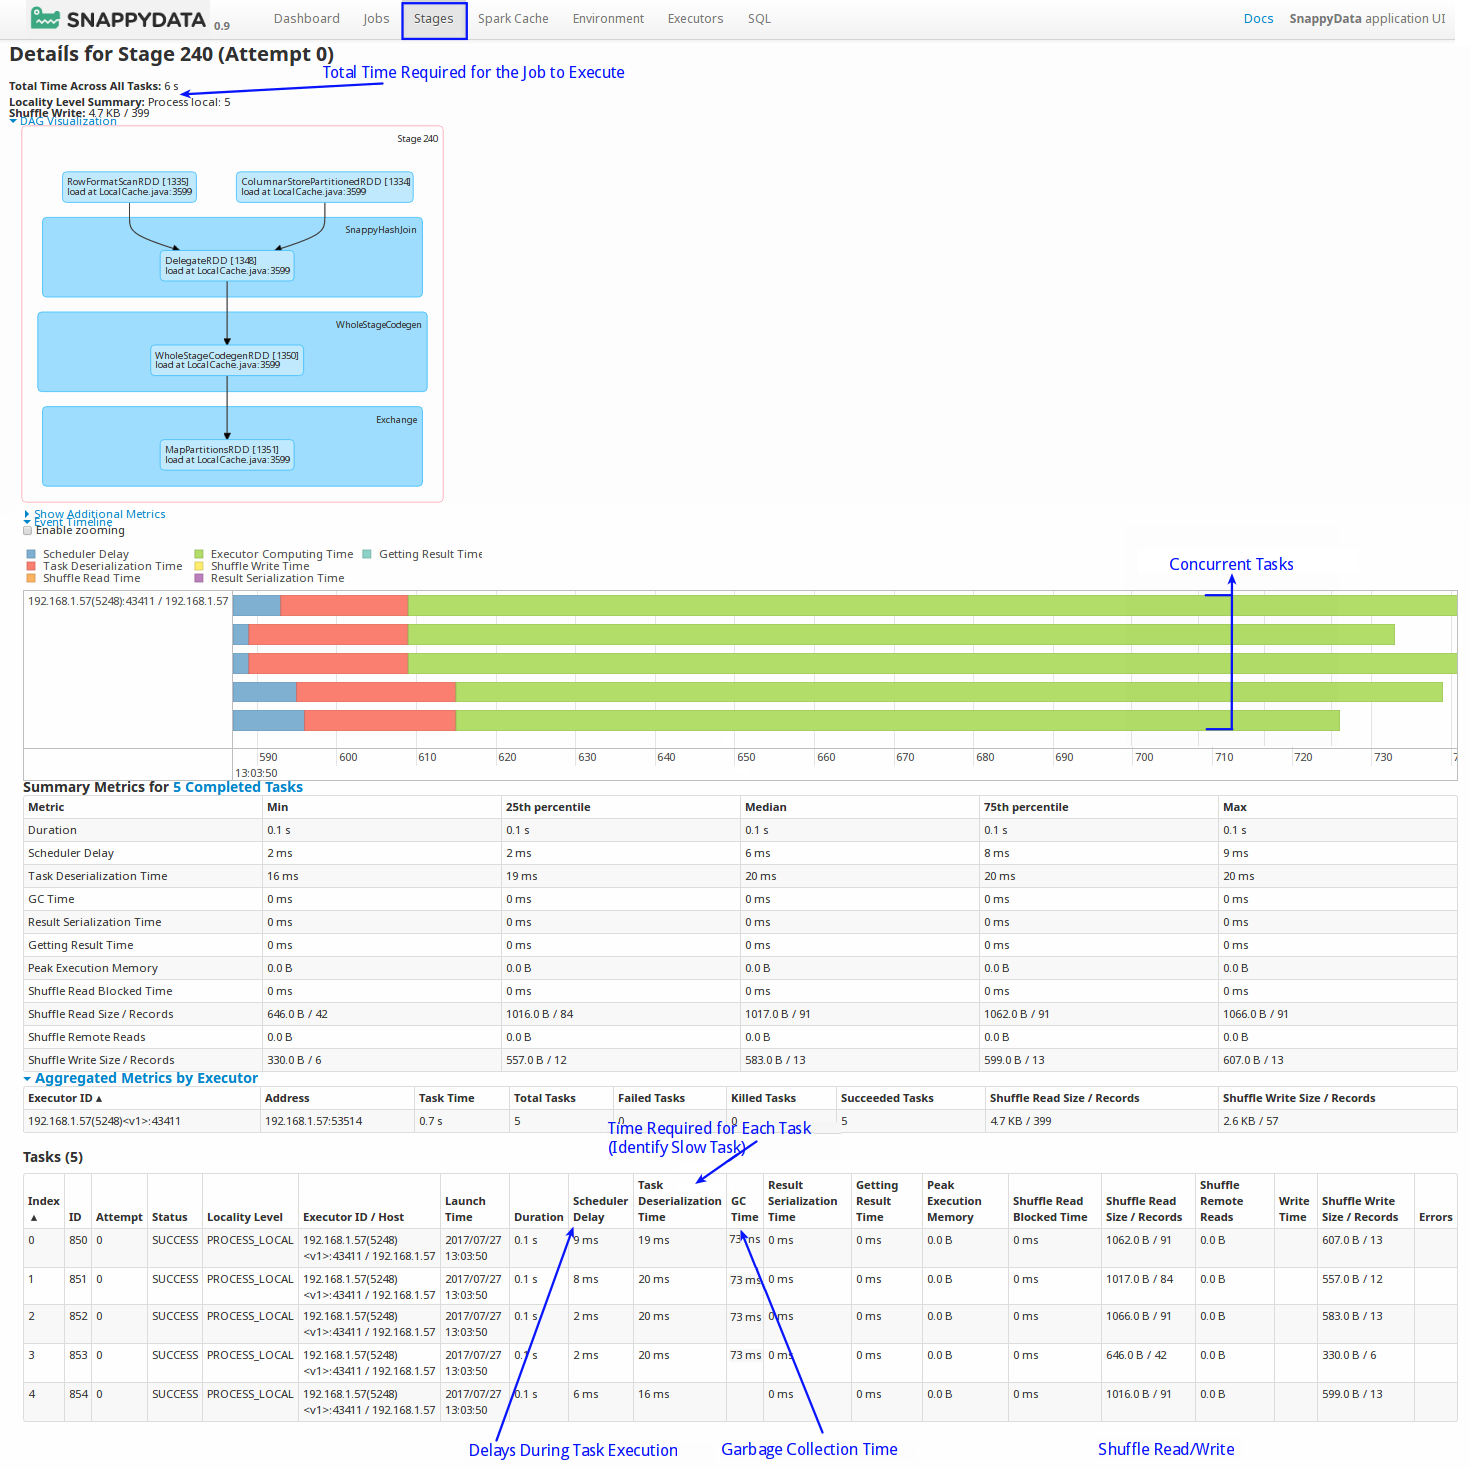 SNAPPYDATA 0.9 Dashboard Jobs Stages Spark Cache Environment Executors SQL Docs SnappyData application UI
Details for Stage 240 (Attempt 0)
Total Time Required for the Job to Execute
Total Time Across All Tasks: 6 s
Locality Level Summary: Process local: 5
Shuffle Write: 4.7 KB / 399
DAG Visualization
Stage 240
RowFormatScanRDD [1335]
load at LocalCache.java:3599
ColumnarStorePartitionedRDD [1334]
load at LocalCache.java:3599
SnappyHashJoin
DelegateRDD [1348]
load at LocalCache.java:3599
WholeStageCodegen
WholeStageCodegenRDD [1350]
load at LocalCache.java:3599
Exchange
MapPartitionsRDD [1351]
load at LocalCache.java:3599
Show Additional Metrics
Event Timeline
Enable zooming
Scheduler Delay Executor Computing Time Getting Result Time
Task Deserialization Time Shuffle Write Time
Shuffle Read Time Result Serialization Time
Concurrent Tasks
192.168.1.57(5248):43411 / 192.168.1.57
590 600 610 620 630 640 650 660 670 680 690 700 710 720 730
13:03:50
Summary Metrics for 5 Completed Tasks
Metric Min 25th percentile Median 75th percentile Max
Duration 0.1 s 0.1 s 0.1 s 0.1 s 0.1 s
Scheduler Delay 2 ms 2 ms 6 ms 8 ms 9 ms
Task Deserialization Time 16 ms 19 ms 20 ms 20 ms 20 ms
GC Time 0 ms 0 ms 0 ms 0 ms 0 ms
Result Serialization Time 0 ms 0 ms 0 ms 0 ms 0 ms
Getting Result Time 0 ms 0 ms 0 ms 0 ms 0 ms
Peak Execution Memory 0.0 B 0.0 B 0.0 B 0.0 B 0.0 B
Shuffle Read Blocked Time 0 ms 0 ms 0 ms 0 ms 0 ms
Shuffle Read Size / Records 646.0 B / 42 1016.0 B / 84 1017.0 B / 91 1062.0 B / 91 1066.0 B / 91
Shuffle Remote Reads 0.0 B 0.0 B 0.0 B 0.0 B 0.0 B
Shuffle Write Size / Records 330.0 B / 6 557.0 B / 12 583.0 B / 13 599.0 B / 13 607.0 B / 13
Aggregated Metrics by Executor
Executor ID ▲ Address Task Time Total Tasks Failed Tasks Killed Tasks Succeeded Tasks Shuffle Read Size / Records Shuffle Write Size / Records
192.168.1.57(5248)<v1>:43411 192.168.1.57:53514 0.7 s 5 0 0 5 4.7 KB / 399 2.6 KB / 57
Time Required for Each Task
(Identify Slow Task)
Tasks (5)
Index ▲ ID Attempt Status Locality Level Executor ID / Host Launch Time Duration Scheduler Delay Task Deserialization Time GC Time Result Serialization Time Getting Result Time Peak Execution Memory Shuffle Read Blocked Time Shuffle Read Size / Records Shuffle Remote Reads Write Time Shuffle Write Size / Records Errors
0 850 0 SUCCESS PROCESS_LOCAL 192.168.1.57(5248) 2017/07/27 0.1 s 9 ms 19 ms 73 ms 0 ms 0 ms 0.0 B 0 ms 1062.0 B / 91 0.0 B 607.0 B / 13
<v1>:43411 / 192.168.1.57 13:03:50
1 851 0 SUCCESS PROCESS_LOCAL 192.168.1.57(5248) 2017/07/27 0.1 s 8 ms 20 ms 73 ms 0 ms 0 ms 0.0 B 0 ms 1017.0 B / 84 0.0 B 557.0 B / 12
<v1>:43411 / 192.168.1.57 13:03:50
2 852 0 SUCCESS PROCESS_LOCAL 192.168.1.57(5248) 2017/07/27 0.1 s 2 ms 20 ms 73 ms 0 ms 0 ms 0.0 B 0 ms 1066.0 B / 91 0.0 B 583.0 B / 13
<v1>:43411 / 192.168.1.57 13:03:50
3 853 0 SUCCESS PROCESS_LOCAL 192.168.1.57(5248) 2017/07/27 0.1 s 2 ms 20 ms 73 ms 0 ms 0 ms 0.0 B 0 ms 646.0 B / 42 0.0 B 330.0 B / 6
<v1>:43411 / 192.168.1.57 13:03:50
4 854 0 SUCCESS PROCESS_LOCAL 192.168.1.57(5248) 2017/07/27 0.1 s 6 ms 16 ms 0 ms 0 ms 0.0 B 0 ms 1016.0 B / 91 0.0 B 599.0 B / 13
<v1>:43411 / 192.168.1.57 13:03:50
Delays During Task Execution Garbage Collection Time Shuffle Read/Write